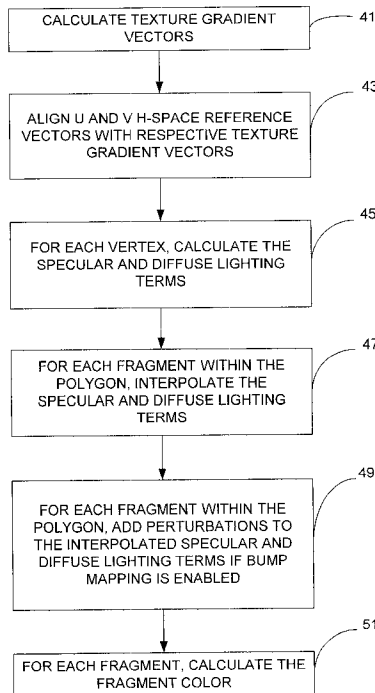 CALCULATE TEXTURE GRADIENT
VECTORS
41
ALIGN U AND V H-SPACE REFERENCE
VECTORS WITH RESPECTIVE TEXTURE
GRADIENT VECTORS
43
FOR EACH VERTEX, CALCULATE THE
SPECULAR AND DIFFUSE LIGHTING
TERMS
45
FOR EACH FRAGMENT WITHIN THE
POLYGON, INTERPOLATE THE
SPECULAR AND DIFFUSE LIGHTING
TERMS
47
FOR EACH FRAGMENT WITHIN THE
POLYGON, ADD PERTURBATIONS TO
THE INTERPOLATED SPECULAR AND
DIFFUSE LIGHTING TERMS IF BUMP
MAPPING IS ENABLED
49
FOR EACH FRAGMENT, CALCULATE THE
FRAGMENT COLOR
51